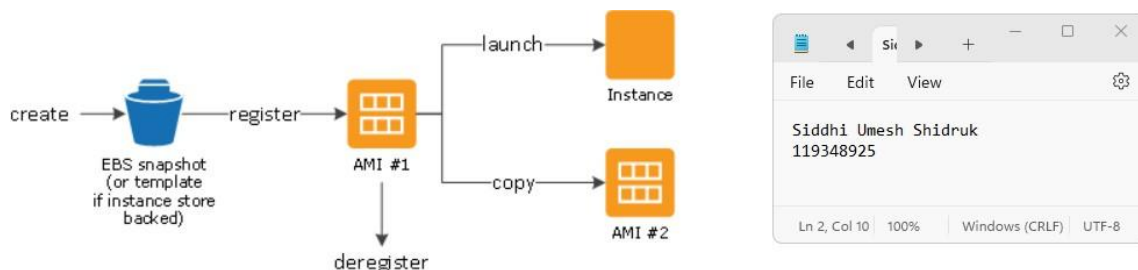 create
EBS snapshot
(or template
if instance store
backed)
register
AMI #1
launch
Instance
copy
AMI #2
deregister
Sid
+
File Edit View
Siddhi Umesh Shidruk
119348925
Ln 2, Col 10 100% Windows (CRLF) UTF-8